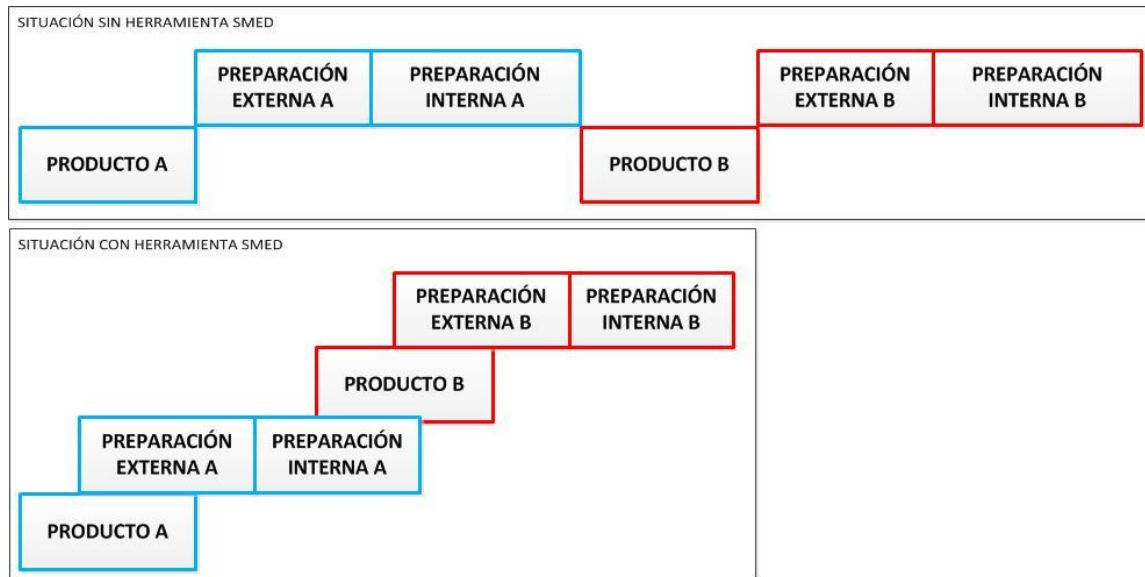 SITUACIÓN SIN HERRAMIENTA SMED
PREPARACIÓN
EXTERNA A
PREPARACIÓN
INTERNA A
PREPARACIÓN
EXTERNA B
PREPARACIÓN
INTERNA B
PRODUCTO A
PRODUCTO B
SITUACIÓN CON HERRAMIENTA SMED
PREPARACIÓN
EXTERNA B
PREPARACIÓN
INTERNA B
PRODUCTO B
PREPARACIÓN
EXTERNA A
PREPARACIÓN
INTERNA A
PRODUCTO A